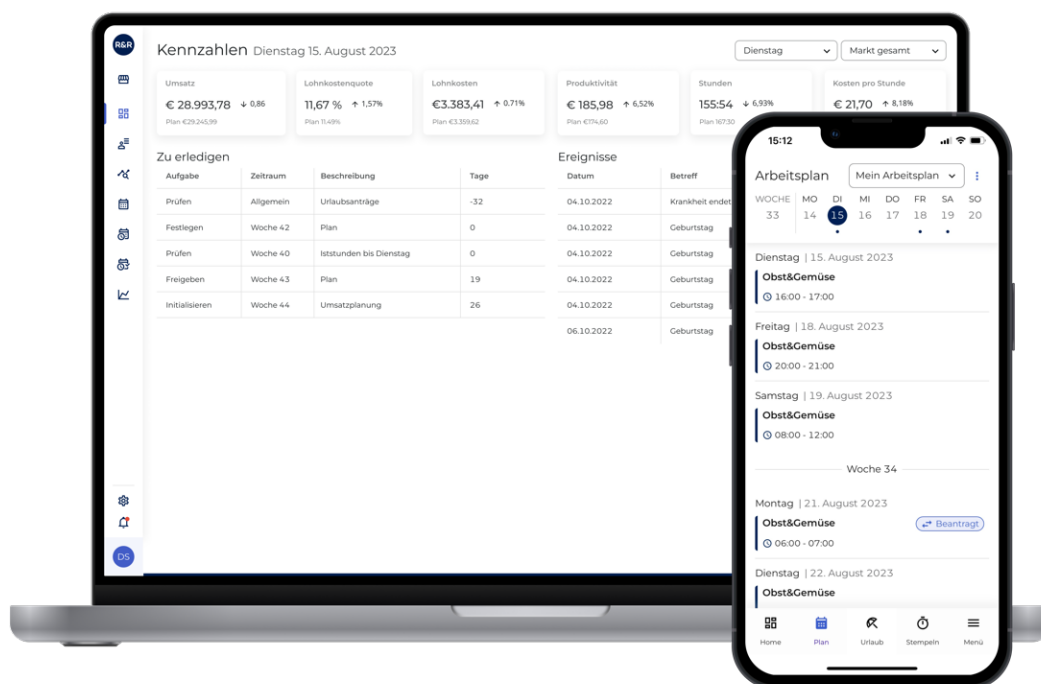 R&R
Kennzahlen Dienstag 15. August 2023
Dienstag
Markt gesamt
Umsatz
€ 28.993,78 ↓ 0,86
Plan €29.245,99
Lohnkostenquote
11,67 % ↑ 1,57%
Plan 11.49%
Lohnkosten
€3.383,41 ↑ 0.71%
Plan €3.359,62
Produktivität
€ 185,98 ↑ 6,52%
Plan €174,60
Stunden
155:54 ↓ 6,93%
Plan 167:30
Kosten pro Stunde
€ 21,70 ↑ 8,18%
Zu erledigen
Aufgabe Zeitraum Beschreibung Tage
Prüfen Allgemein Urlaubsanträge -32
Festlegen Woche 42 Plan 0
Prüfen Woche 40 Iststunden bis Dienstag 0
Freigeben Woche 43 Plan 19
Initialisieren Woche 44 Umsatzplanung 26
Ereignisse
Datum Betreff
04.10.2022 Krankheit endet
04.10.2022 Geburtstag
04.10.2022 Geburtstag
04.10.2022 Geburtstag
04.10.2022 Geburtstag
06.10.2022 Geburtstag
DS
15:12
Arbeitsplan Mein Arbeitsplan
WOCHE MO DI MI DO FR SA SO
33 14 15 16 17 18 19 20
Dienstag | 15. August 2023
Obst&Gemüse
16:00 - 17:00
Freitag | 18. August 2023
Obst&Gemüse
20:00 - 21:00
Samstag | 19. August 2023
Obst&Gemüse
08:00 - 12:00
Woche 34
Montag | 21. August 2023
Obst&Gemüse Beantragt
06:00 - 07:00
Dienstag | 22. August 2023
Obst&Gemüse
Home Plan Urlaub Stempeln Menü